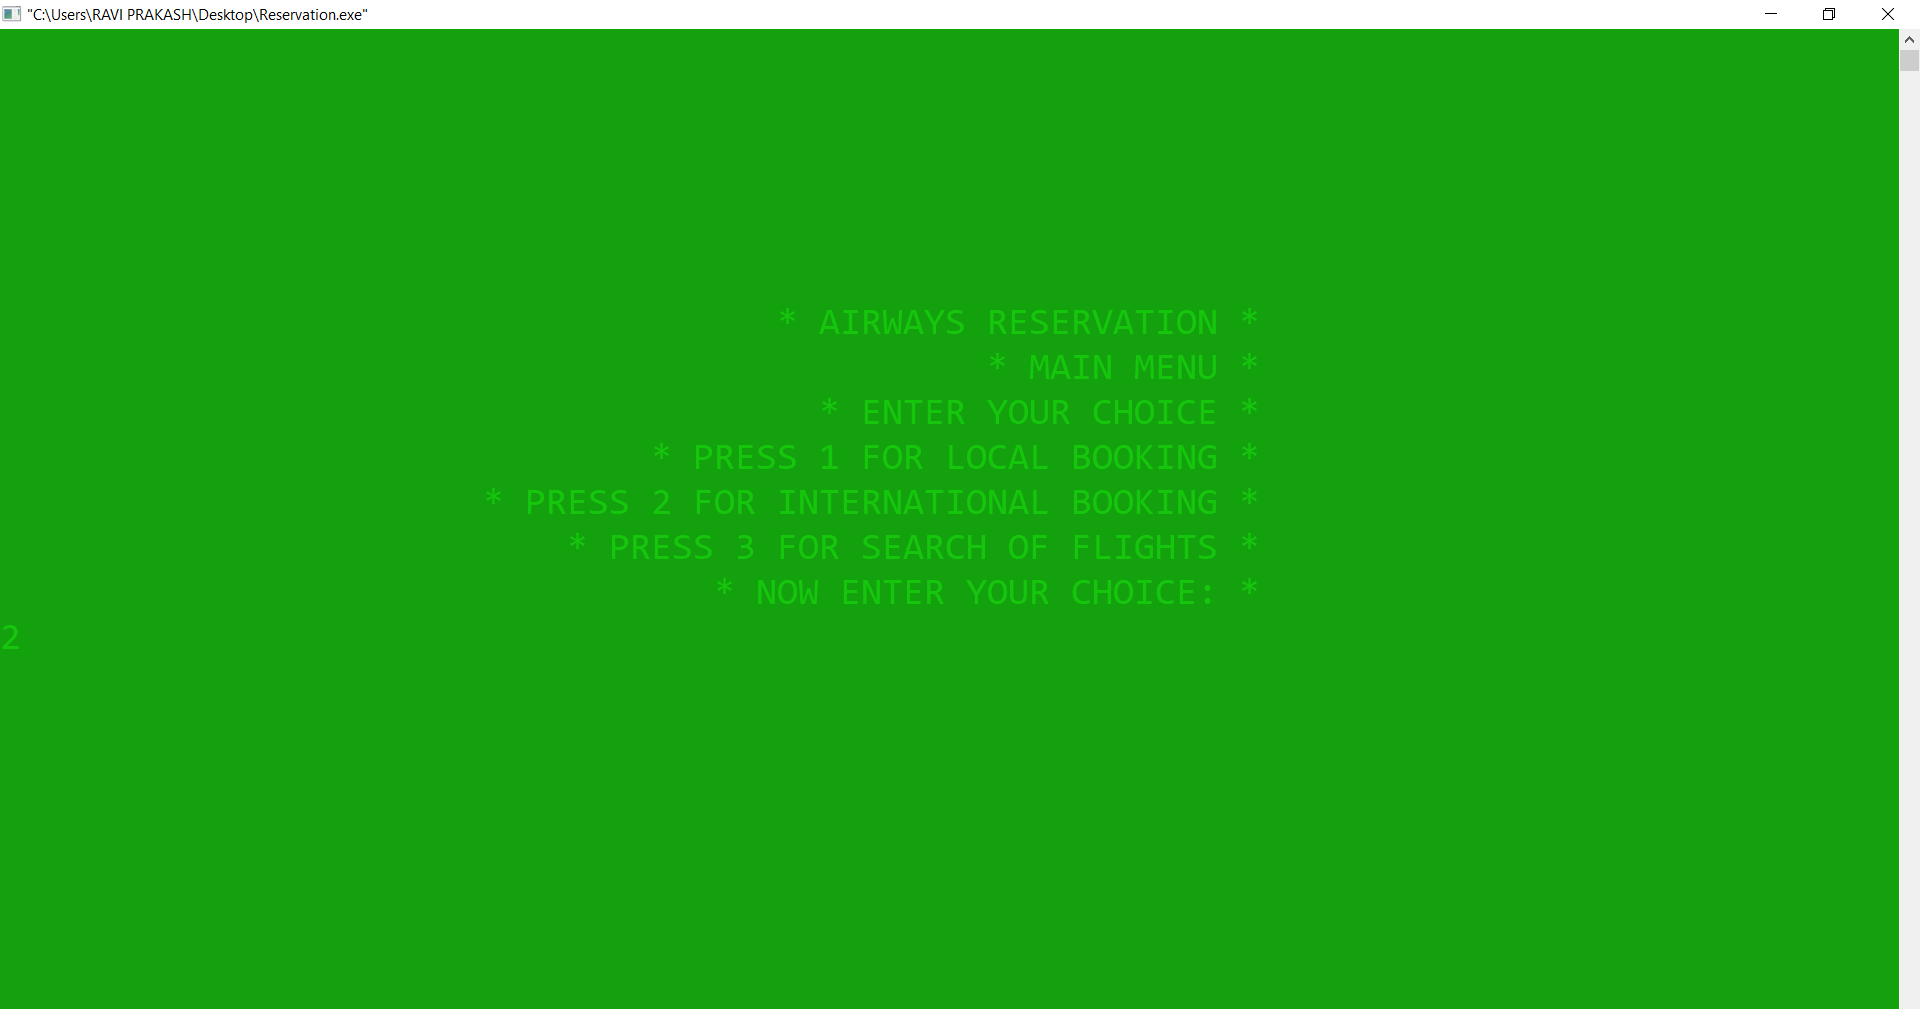 "C:\Users\RAVI PRAKASH\Desktop\Reservation.exe"
* AIRWAYS RESERVATION *
* MAIN MENU *
* ENTER YOUR CHOICE *
* PRESS 1 FOR LOCAL BOOKING *
* PRESS 2 FOR INTERNATIONAL BOOKING *
* PRESS 3 FOR SEARCH OF FLIGHTS *
* NOW ENTER YOUR CHOICE: *
2